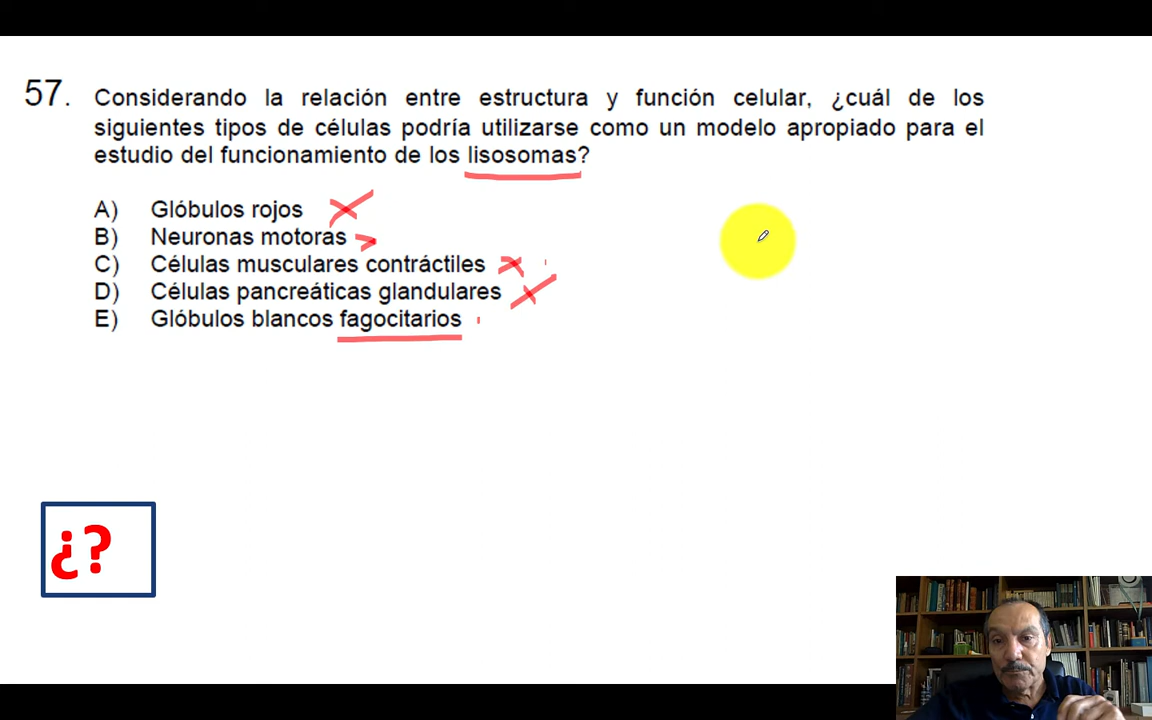 57. Considerando la relación entre estructura y función celular, ¿cuál de los
siguientes tipos de células podría utilizarse como un modelo apropiado para el
estudio del funcionamiento de los lisosomas?
A) Glóbulos rojos
B) Neuronas motoras
C) Células musculares contráctiles
D) Células pancreáticas glandulares
E) Glóbulos blancos fagocitarios
¿?